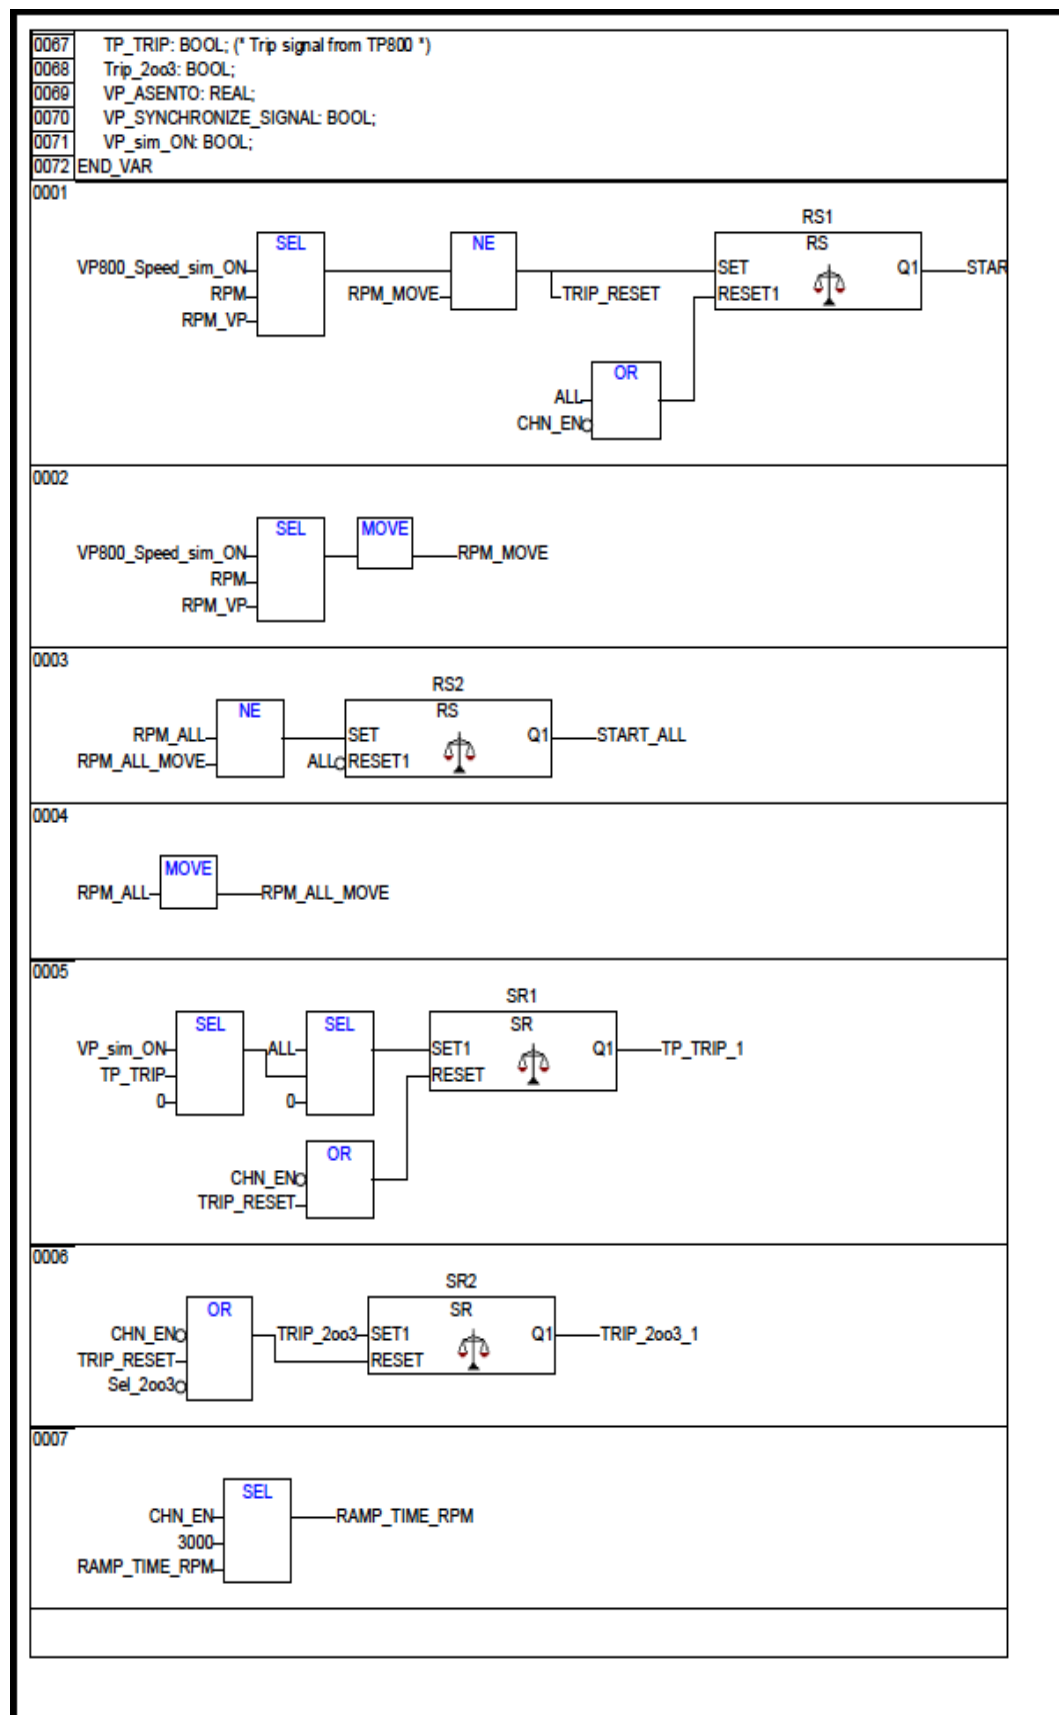 0067 TP_TRIP: BOOL; (* Trip signal from TP800 *)
0068 Trip_2oo3: BOOL;
0069 VP_ASENTO: REAL;
0070 VP_SYNCHRONIZE_SIGNAL: BOOL;
0071 VP_sim_ON: BOOL;
0072 END_VAR
0001
RS1
SEL NE RS
VP800_Speed_sim_ON SET Q1 STAR
RPM RPM_MOVE TRIP_RESET RESET1
RPM_VP
OR
ALL
CHN_EN
0002
SEL MOVE
VP800_Speed_sim_ON RPM_MOVE
RPM
RPM_VP
0003
RS2
NE RS
RPM_ALL SET Q1 START_ALL
RPM_ALL_MOVE ALL RESET1
0004
MOVE
RPM_ALL RPM_ALL_MOVE
0005
SR1
SEL SEL SR
VP_sim_ON ALL SET1 Q1 TP_TRIP_1
TP_TRIP RESET
0 0
OR
CHN_EN
TRIP_RESET
0006
SR2
OR SR
CHN_EN TRIP_2oo3 SET1 Q1 TRIP_2oo3_1
TRIP_RESET RESET
Sel_2oo3
0007
SEL
CHN_EN RAMP_TIME_RPM
3000
RAMP_TIME_RPM